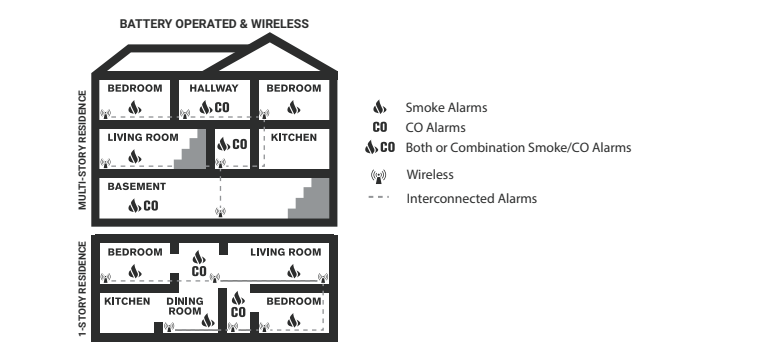 BATTERY OPERATED & WIRELESS
MULTI-STORY RESIDENCE
BEDROOM
HALLWAY
BEDROOM
CO
LIVING ROOM
CO
KITCHEN
BASEMENT
CO
1-STORY RESIDENCE
BEDROOM
LIVING ROOM
CO
KITCHEN
DINING
ROOM
CO
BEDROOM
Smoke Alarms
CO CO Alarms
CO Both or Combination Smoke/CO Alarms
Wireless
Interconnected Alarms